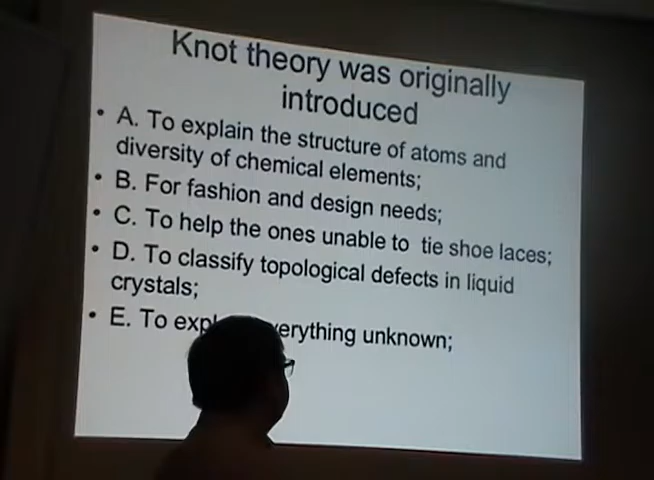 Knot theory was originally
introduced
• A. To explain the structure of atoms and
diversity of chemical elements;
• B. For fashion and design needs;
• C. To help the ones unable to tie shoe laces;
• D. To classify topological defects in liquid
crystals;
• E. To unknown;